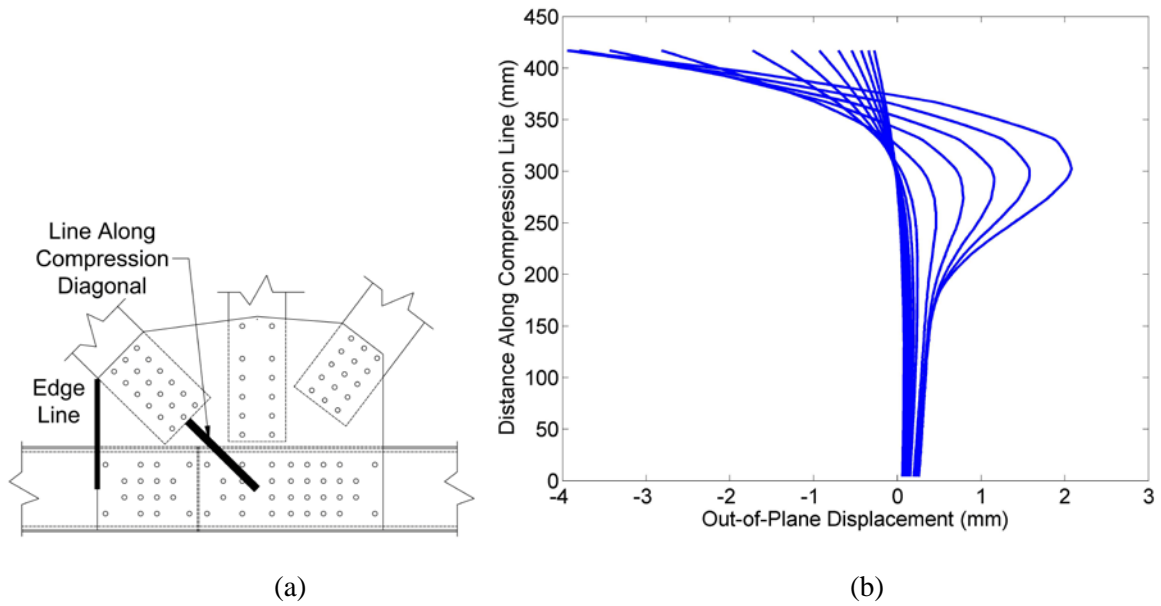 Line Along
Compression
Diagonal
Edge
Line
(a)
Distance Along Compression Line (mm)
450
400
350
300
250
200
150
100
50
0
-4 -3 -2 -1 0 1 2 3
Out-of-Plane Displacement (mm)
(b)